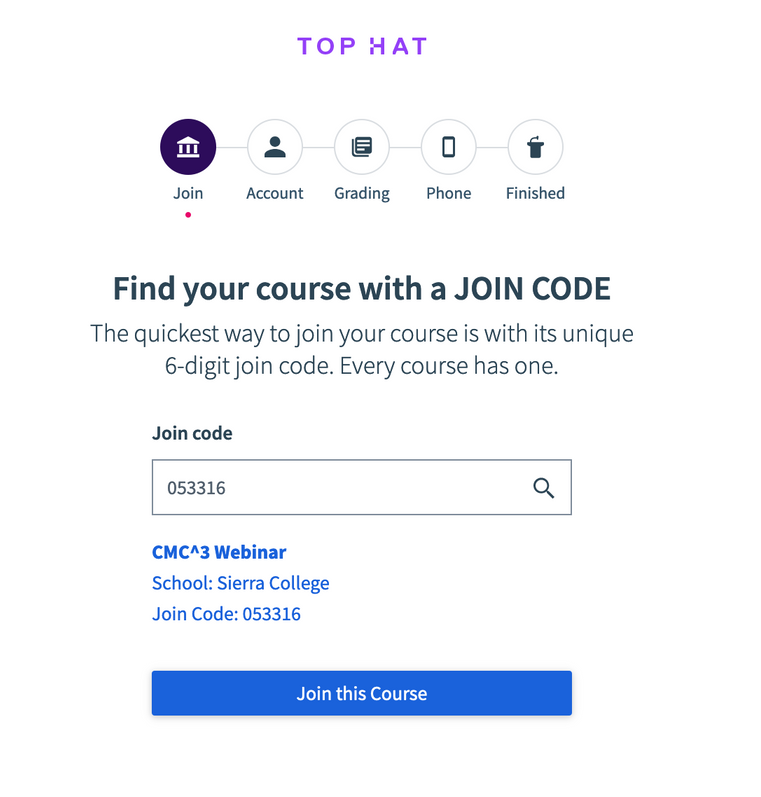 TOP HAT
Join
Account
Grading
Phone
Finished
Find your course with a JOIN CODE
The quickest way to join your course is with its unique
6-digit join code. Every course has one.
Join code
053316
CMC^3 Webinar
School: Sierra College
Join Code: 053316
Join this Course